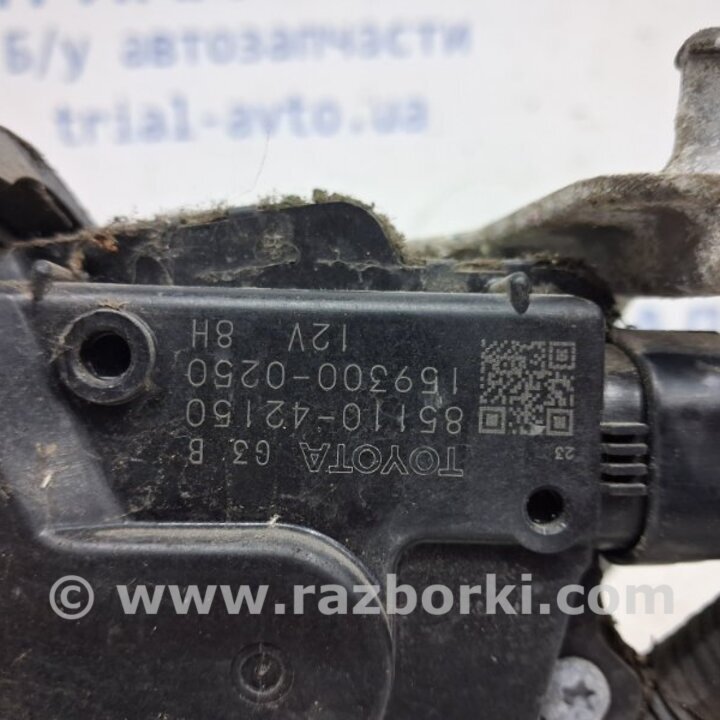 Б/у автозапчасти
trial-avto.ua
TOYOTA G3 B
85110-42150
159300-0250
12V 8H
23
© www.razborki.com